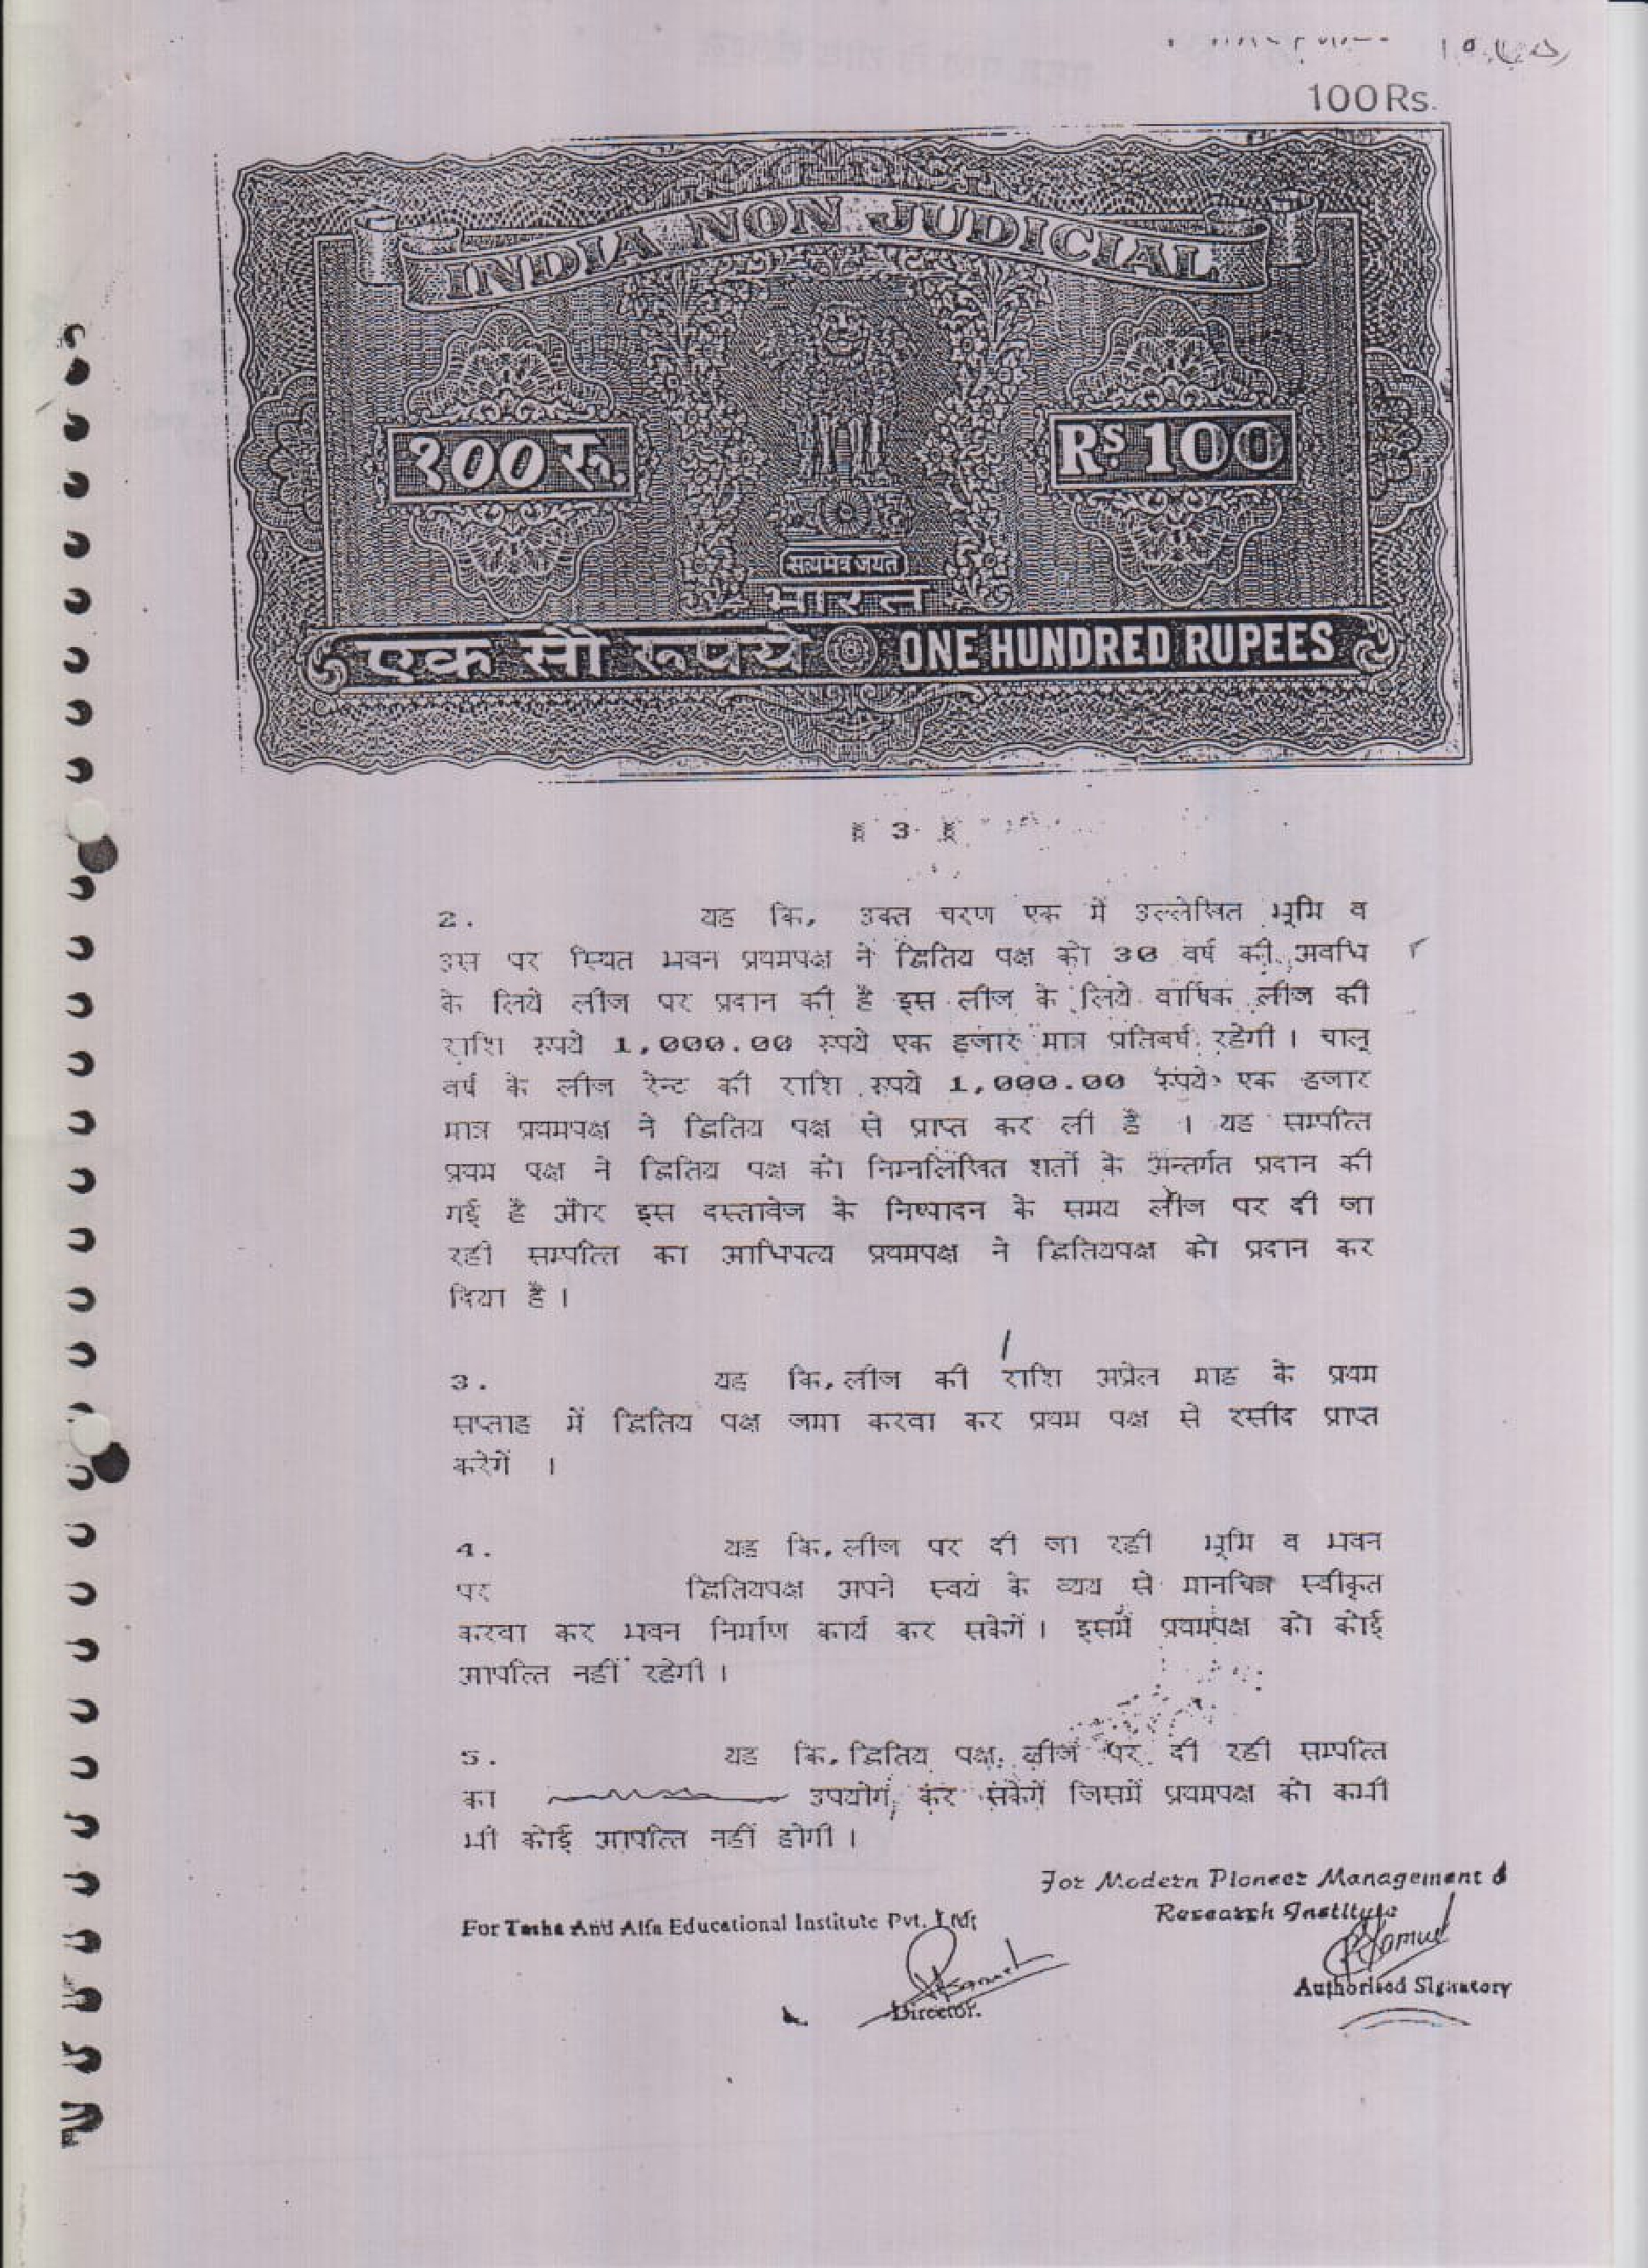 100 Rs.
INDIA NON JUDICIAL
१00 रू.
Rs 100
सत्यमेव जयते
भारत
एक सौ रूपये ONE HUNDRED RUPEES
3
2. यह कि, उक्त चरण एक में उल्लेखित भूमि व
उस पर स्थित भवन प्रथमपक्ष ने द्वितिय पक्ष को 30 वर्ष की अवधि
के लिये लीज पर प्रदान की है इस लीज के लिये वार्षिक लीज की
राशि रूपये 1,000.00 रूपये एक हजार मात्र प्रतिवर्ष रहेगी । चालू
वर्ष के लीज रेन्ट की राशि रूपये 1,000.00 रूपये एक हजार
मात्र प्रथमपक्ष ने द्वितिय पक्ष से प्राप्त कर ली है । यह सम्पत्ति
प्रथम पक्ष ने द्वितिय पक्ष को निम्नलिखित शर्तो के अन्तर्गत प्रदान की
गई है और इस दस्तावेज के निष्पादन के समय लीज पर दी जा
रही सम्पत्ति का आधिपत्य प्रथमपक्ष ने द्वितियपक्ष को प्रदान कर
दिया है ।
3. यह कि,लीज की राशि अप्रेल माह के प्रथम
सप्ताह में द्वितिय पक्ष जमा करवा कर प्रथम पक्ष से रसीद प्राप्त
करेगें ।
4. यह कि,लीज पर दी जा रही भूमि व भवन
पर द्वितियपक्ष अपने स्वयं के व्यय से मानचित्र स्वीकृत
करवा कर भवन निर्माण कार्य कर सकेगें । इसमें प्रथमपक्ष को कोई
आपत्ति नहीं रहेगी ।
5. यह कि,द्वितिय पक्ष लीज पर दी रही सम्पत्ति
का उपयोग कर सकेगें जिसमें प्रथमपक्ष को कभी
भी कोई आपत्ति नहीं होगी ।
For Modern Pioneer Management &
Research Institute
For Tasha And Alfa Educational Institute Pvt. Ltd;
Director.
Authorised Signatory